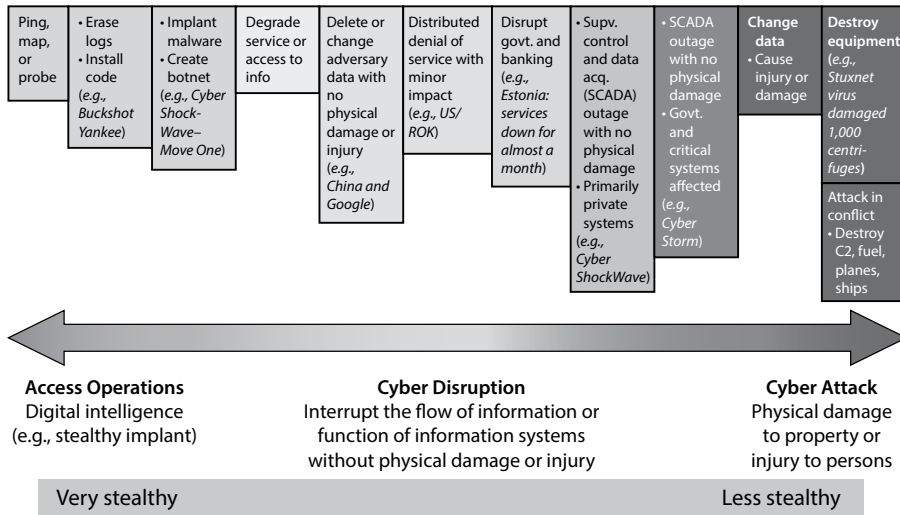 Ping,
map,
or
probe
• Erase
logs
• Install
code
(e.g.,
Buckshot
Yankee)
• Implant
malware
• Create
botnet
(e.g., Cyber
Shock-
Wave–
Move One)
Degrade
service or
access to
info
Delete or
change
adversary
data with
no
physical
damage or
injury
(e.g.,
China and
Google)
Distributed
denial of
service with
minor
impact
(e.g., US/
ROK)
Disrupt
govt. and
banking
(e.g.,
Estonia:
services
down for
almost a
month)
• Supv.
control
and data
acq.
(SCADA)
outage
with no
physical
damage
• Primarily
private
systems
(e.g.,
Cyber
ShockWave)
• SCADA
outage
with no
physical
damage
• Govt.
and
critical
systems
affected
(e.g.,
Cyber
Storm)
Change
data
• Cause
injury or
damage
Destroy
equipment
(e.g.,
Stuxnet
virus
damaged
1,000
centri-
fuges)
Attack in
conflict
• Destroy
C2, fuel,
planes,
ships
Access Operations
Digital intelligence
(e.g., stealthy implant)
Cyber Disruption
Interrupt the flow of information or
function of information systems
without physical damage or injury
Cyber Attack
Physical damage
to property or
injury to persons
Very stealthy
Less stealthy